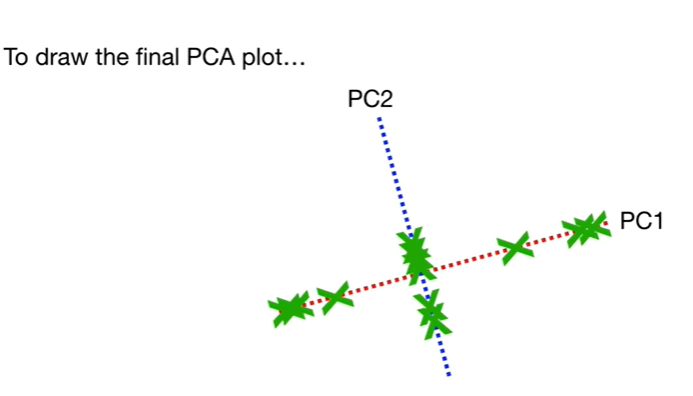 To draw the final PCA plot…
PC2
PC1